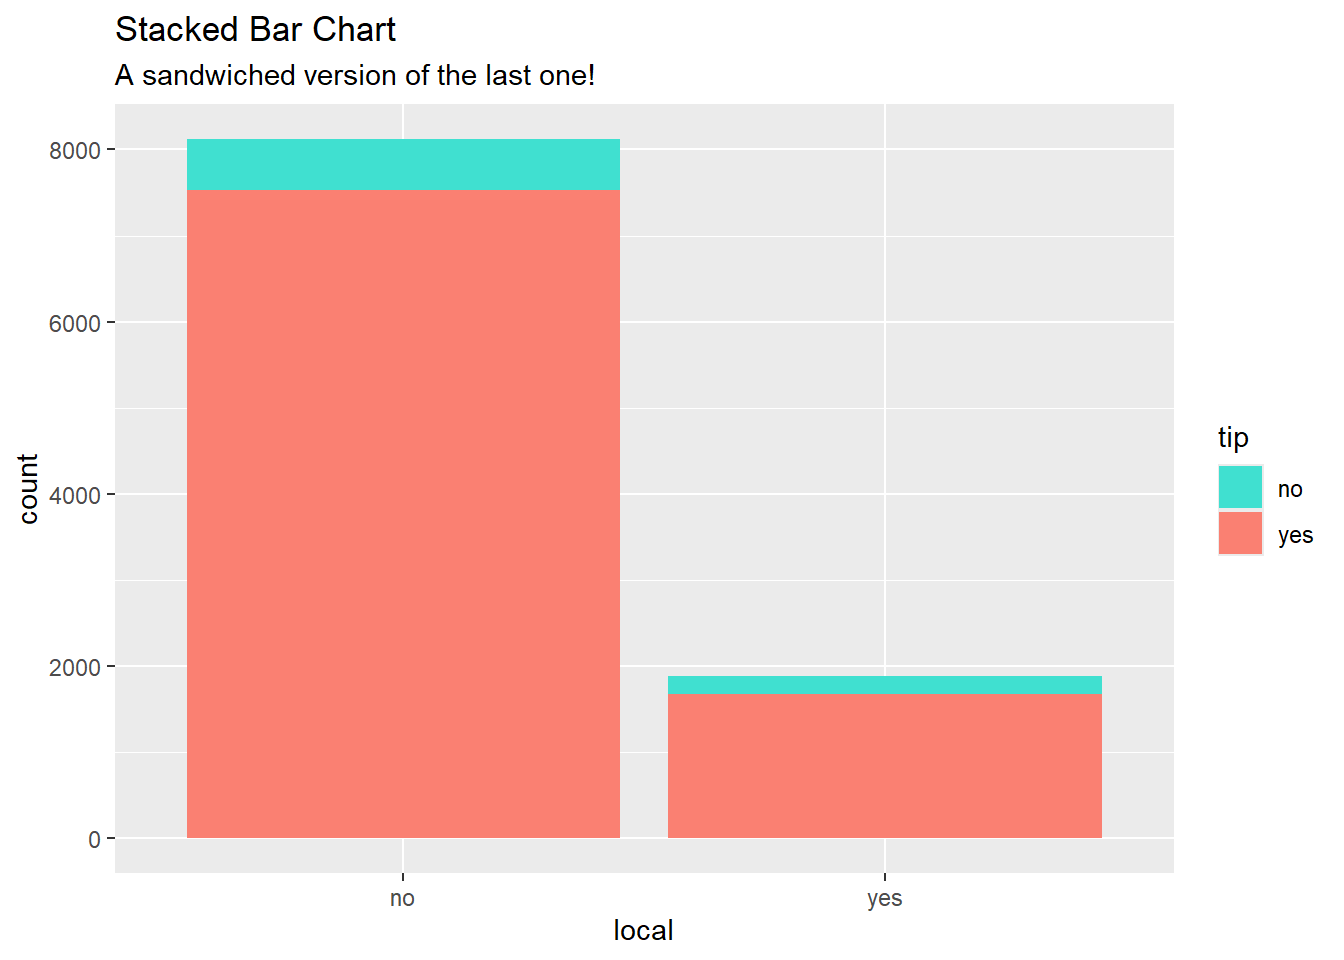 Stacked Bar Chart
A sandwiched version of the last one!
8000
6000
4000
2000
0
count
no
yes
local
tip
no
yes